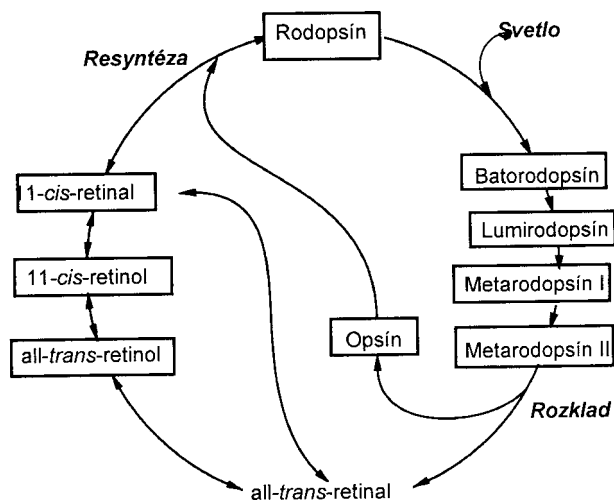 Rodopsín
Svetlo
Resyntéza
Batorodopsín
11-cis-retinal
Lumirodopsín
11-cis-retinol
Metarodopsín I
Opsín
all-trans-retinol
Metarodopsín II
Rozklad
all-trans-retinal